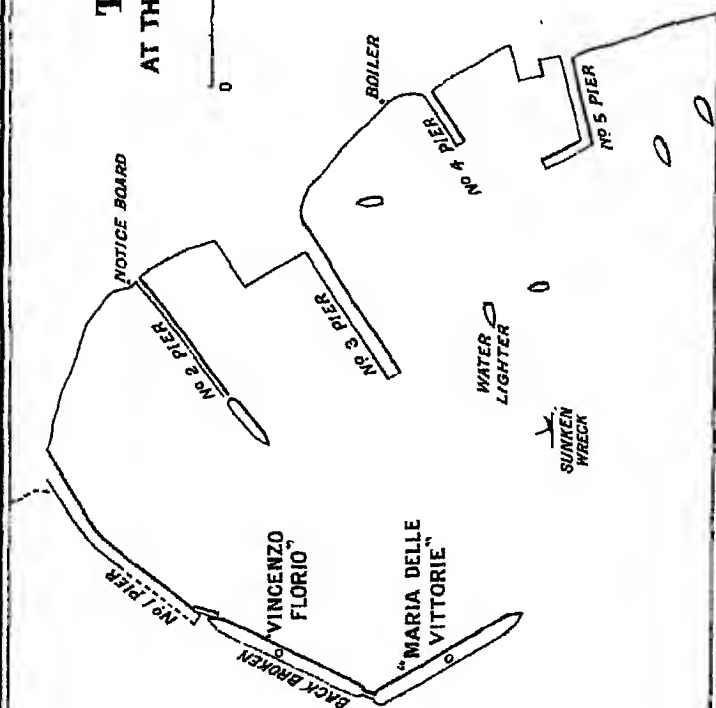 T
AT TH
0
NOTICE BOARD
BOILER
Nº 2 PIER
Nº 4 PIER
Nº 5 PIER
Nº 3 PIER
WATER
LIGHTER
SUNKEN
WRECK
Nº 1 PIER
"VINCENZO
FLORIO"
BACK BROKEN
"MARIA DELLE
VITTORIE"